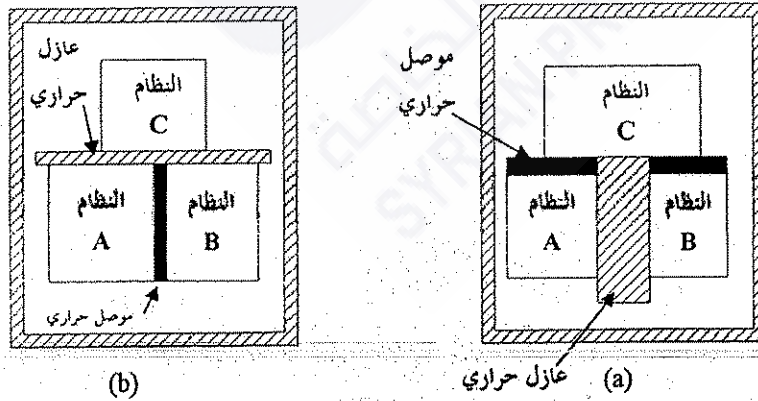 موصل
حراري
النظام
C
النظام
A
النظام
B
عازل حراري
(a)
عازل
حراري
النظام
C
النظام
A
النظام
B
موصل حراري
(b)